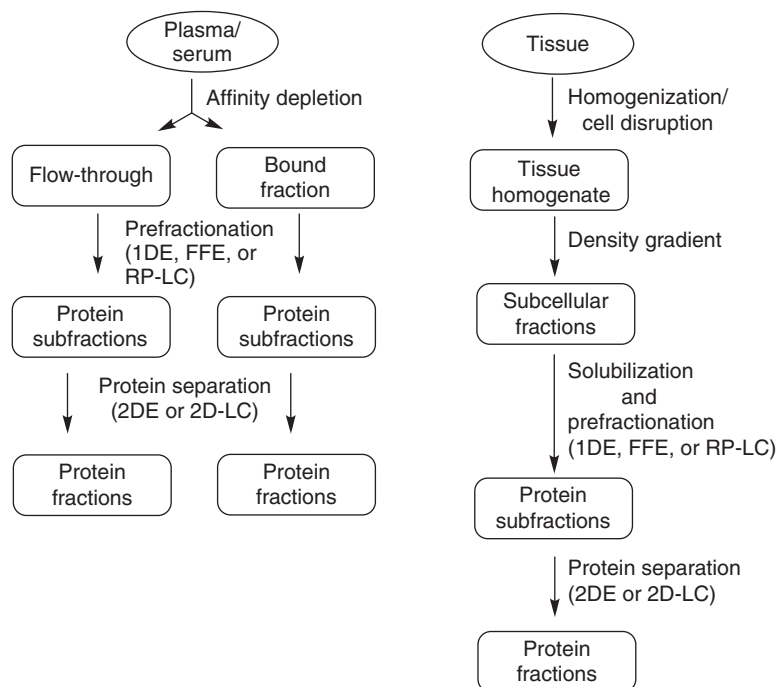 Plasma/
serum
Affinity depletion
Flow-through
Bound
fraction
Prefractionation
(1DE, FFE, or
RP-LC)
Protein
subfractions
Protein
subfractions
Protein separation
(2DE or 2D-LC)
Protein
fractions
Protein
fractions
Tissue
Homogenization/
cell disruption
Tissue
homogenate
Density gradient
Subcellular
fractions
Solubilization
and
prefractionation
(1DE, FFE, or RP-LC)
Protein
subfractions
Protein separation
(2DE or 2D-LC)
Protein
fractions